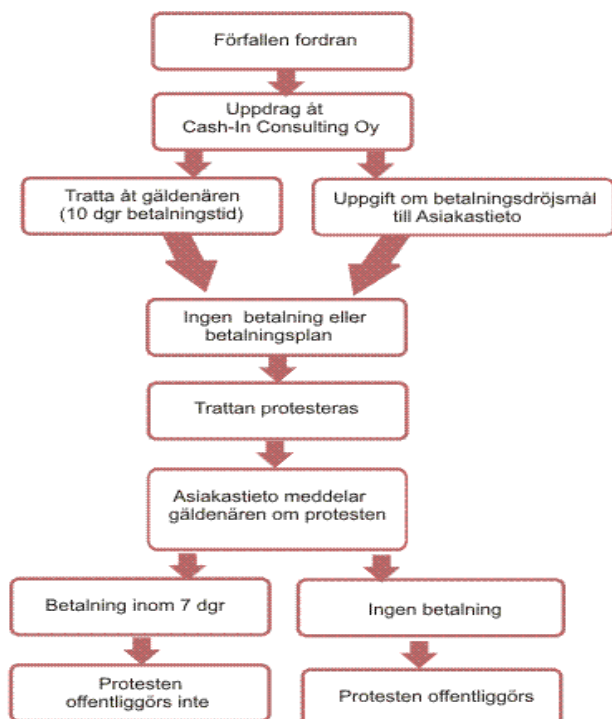 Förfallen fordran
Uppdrag åt
Cash-In Consulting Oy
Tratta åt gäldenären
(10 dgr betalningstid)
Uppgift om betalningsdröjsmål
till Asiakastieto
Ingen betalning eller
betalningsplan
Trattan protesteras
Asiakastieto meddelar
gäldenären om protesten
Betalning inom 7 dgr
Ingen betalning
Protesten
offentliggörs inte
Protesten offentliggörs